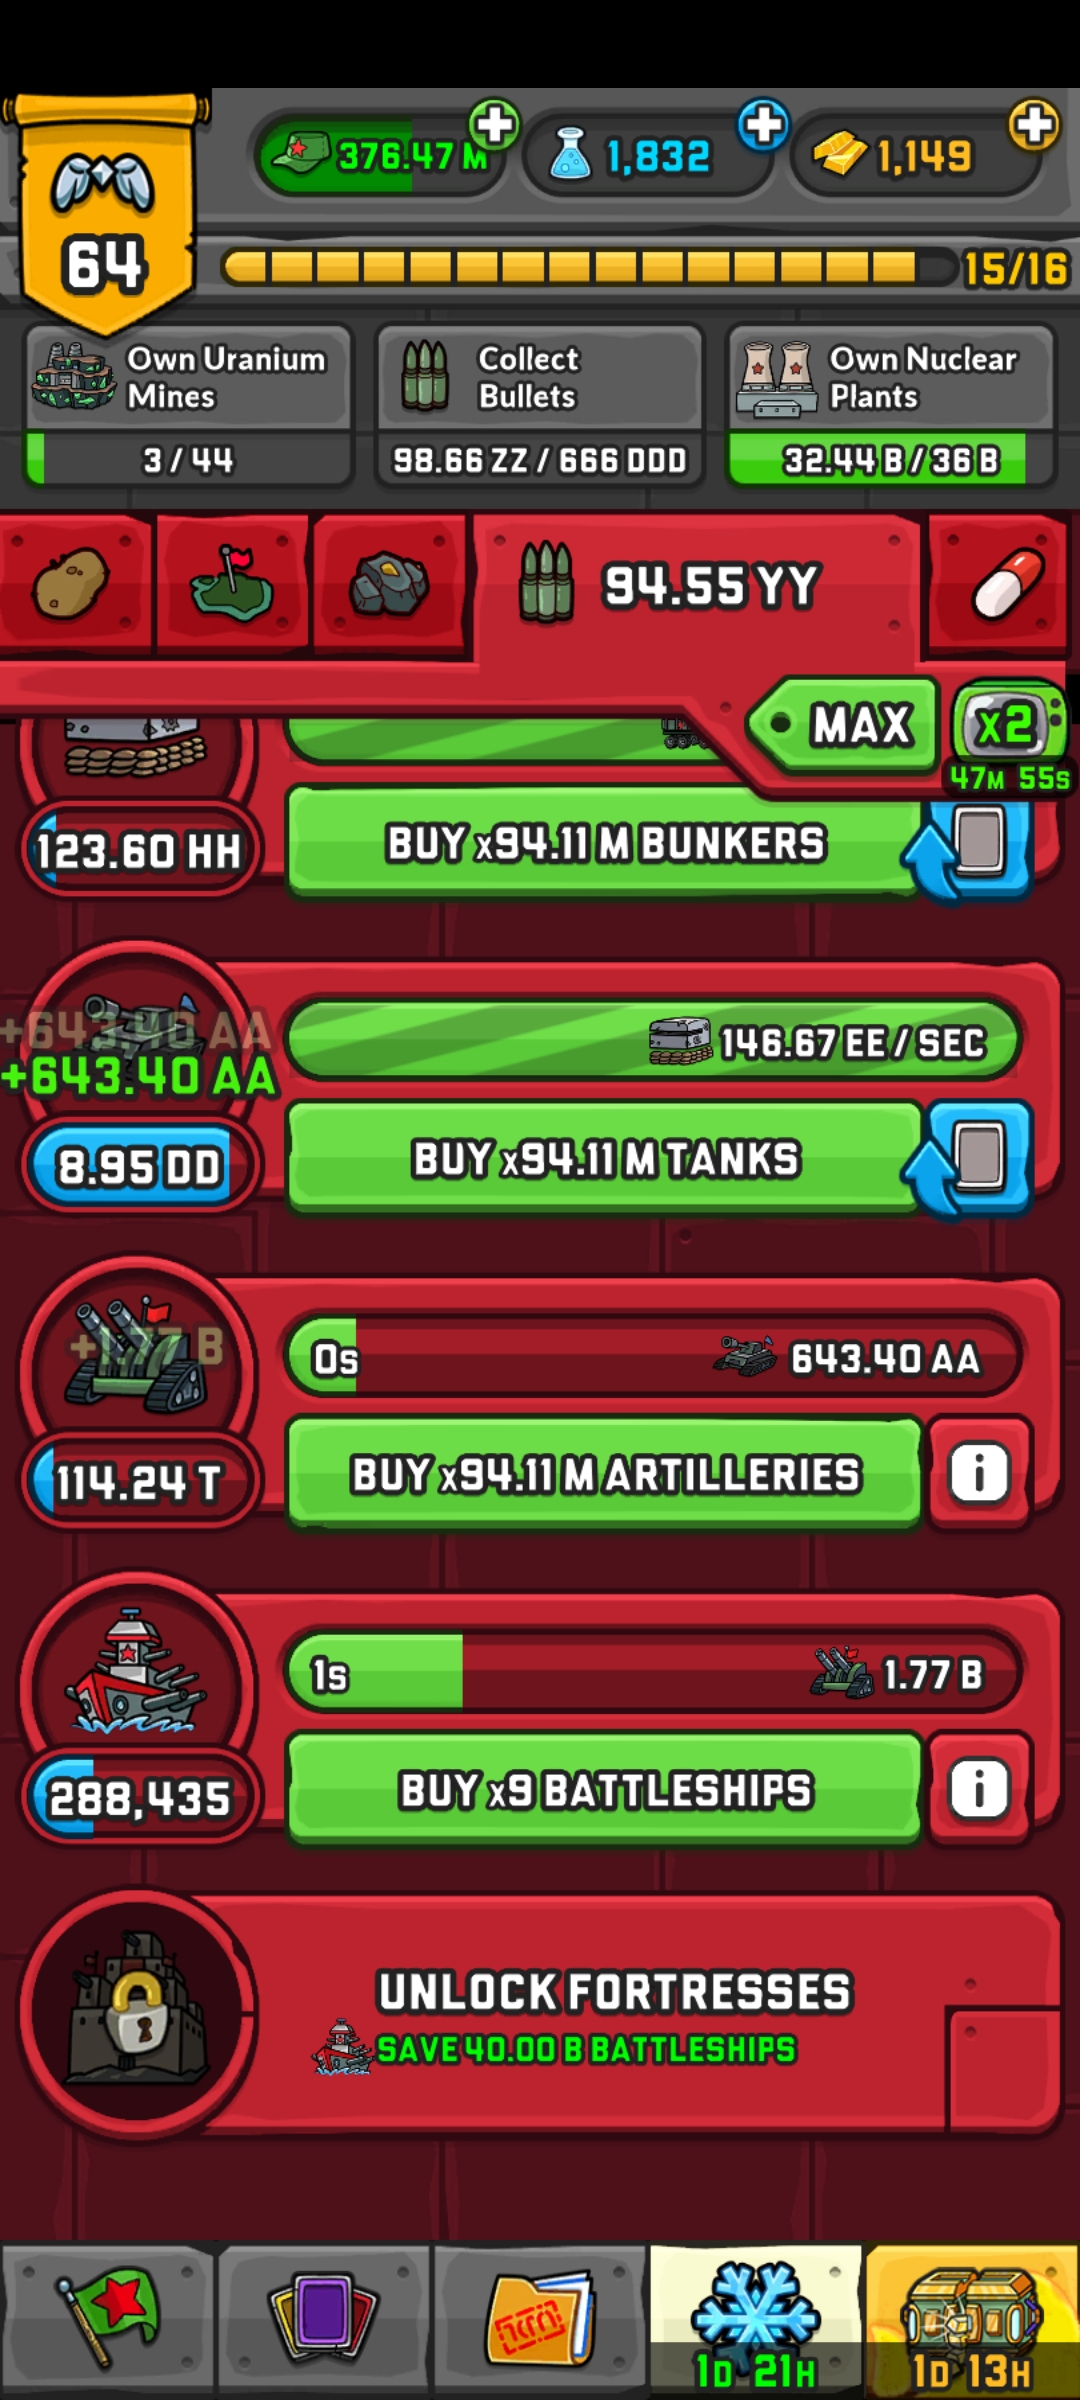 376.47 M
1,832
1,149
64
15/16
Own Uranium
Mines
3 / 44
Collect
Bullets
98.66 ZZ / 666 DDD
Own Nuclear
Plants
32.44 B / 36 B
94.55 YY
MAX
X2
47M 55S
123.60 HH
BUY x94.11 M BUNKERS
+643.40 AA
+643.40 AA
146.67 EE / SEC
8.95 DD
BUY x94.11 M TANKS
+1.77 B
0s
643.40 AA
114.24 T
BUY x94.11 M ARTILLERIES
i
1s
1.77 B
288,435
BUY x9 BATTLESHIPS
i
UNLOCK FORTRESSES
SAVE 40.00 B BATTLESHIPS
1D 21H
1D 13H